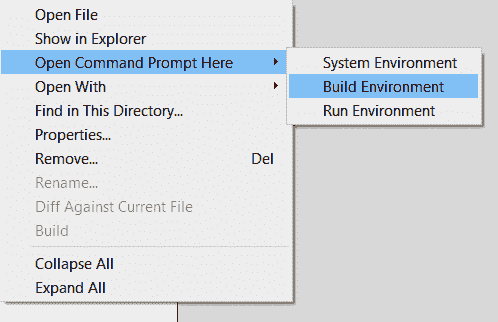 Open File
Show in Explorer
Open Command Prompt Here
System Environment
Build Environment
Run Environment
Open With
Find in This Directory...
Properties...
Remove... Del
Rename...
Diff Against Current File
Build
Collapse All
Expand All